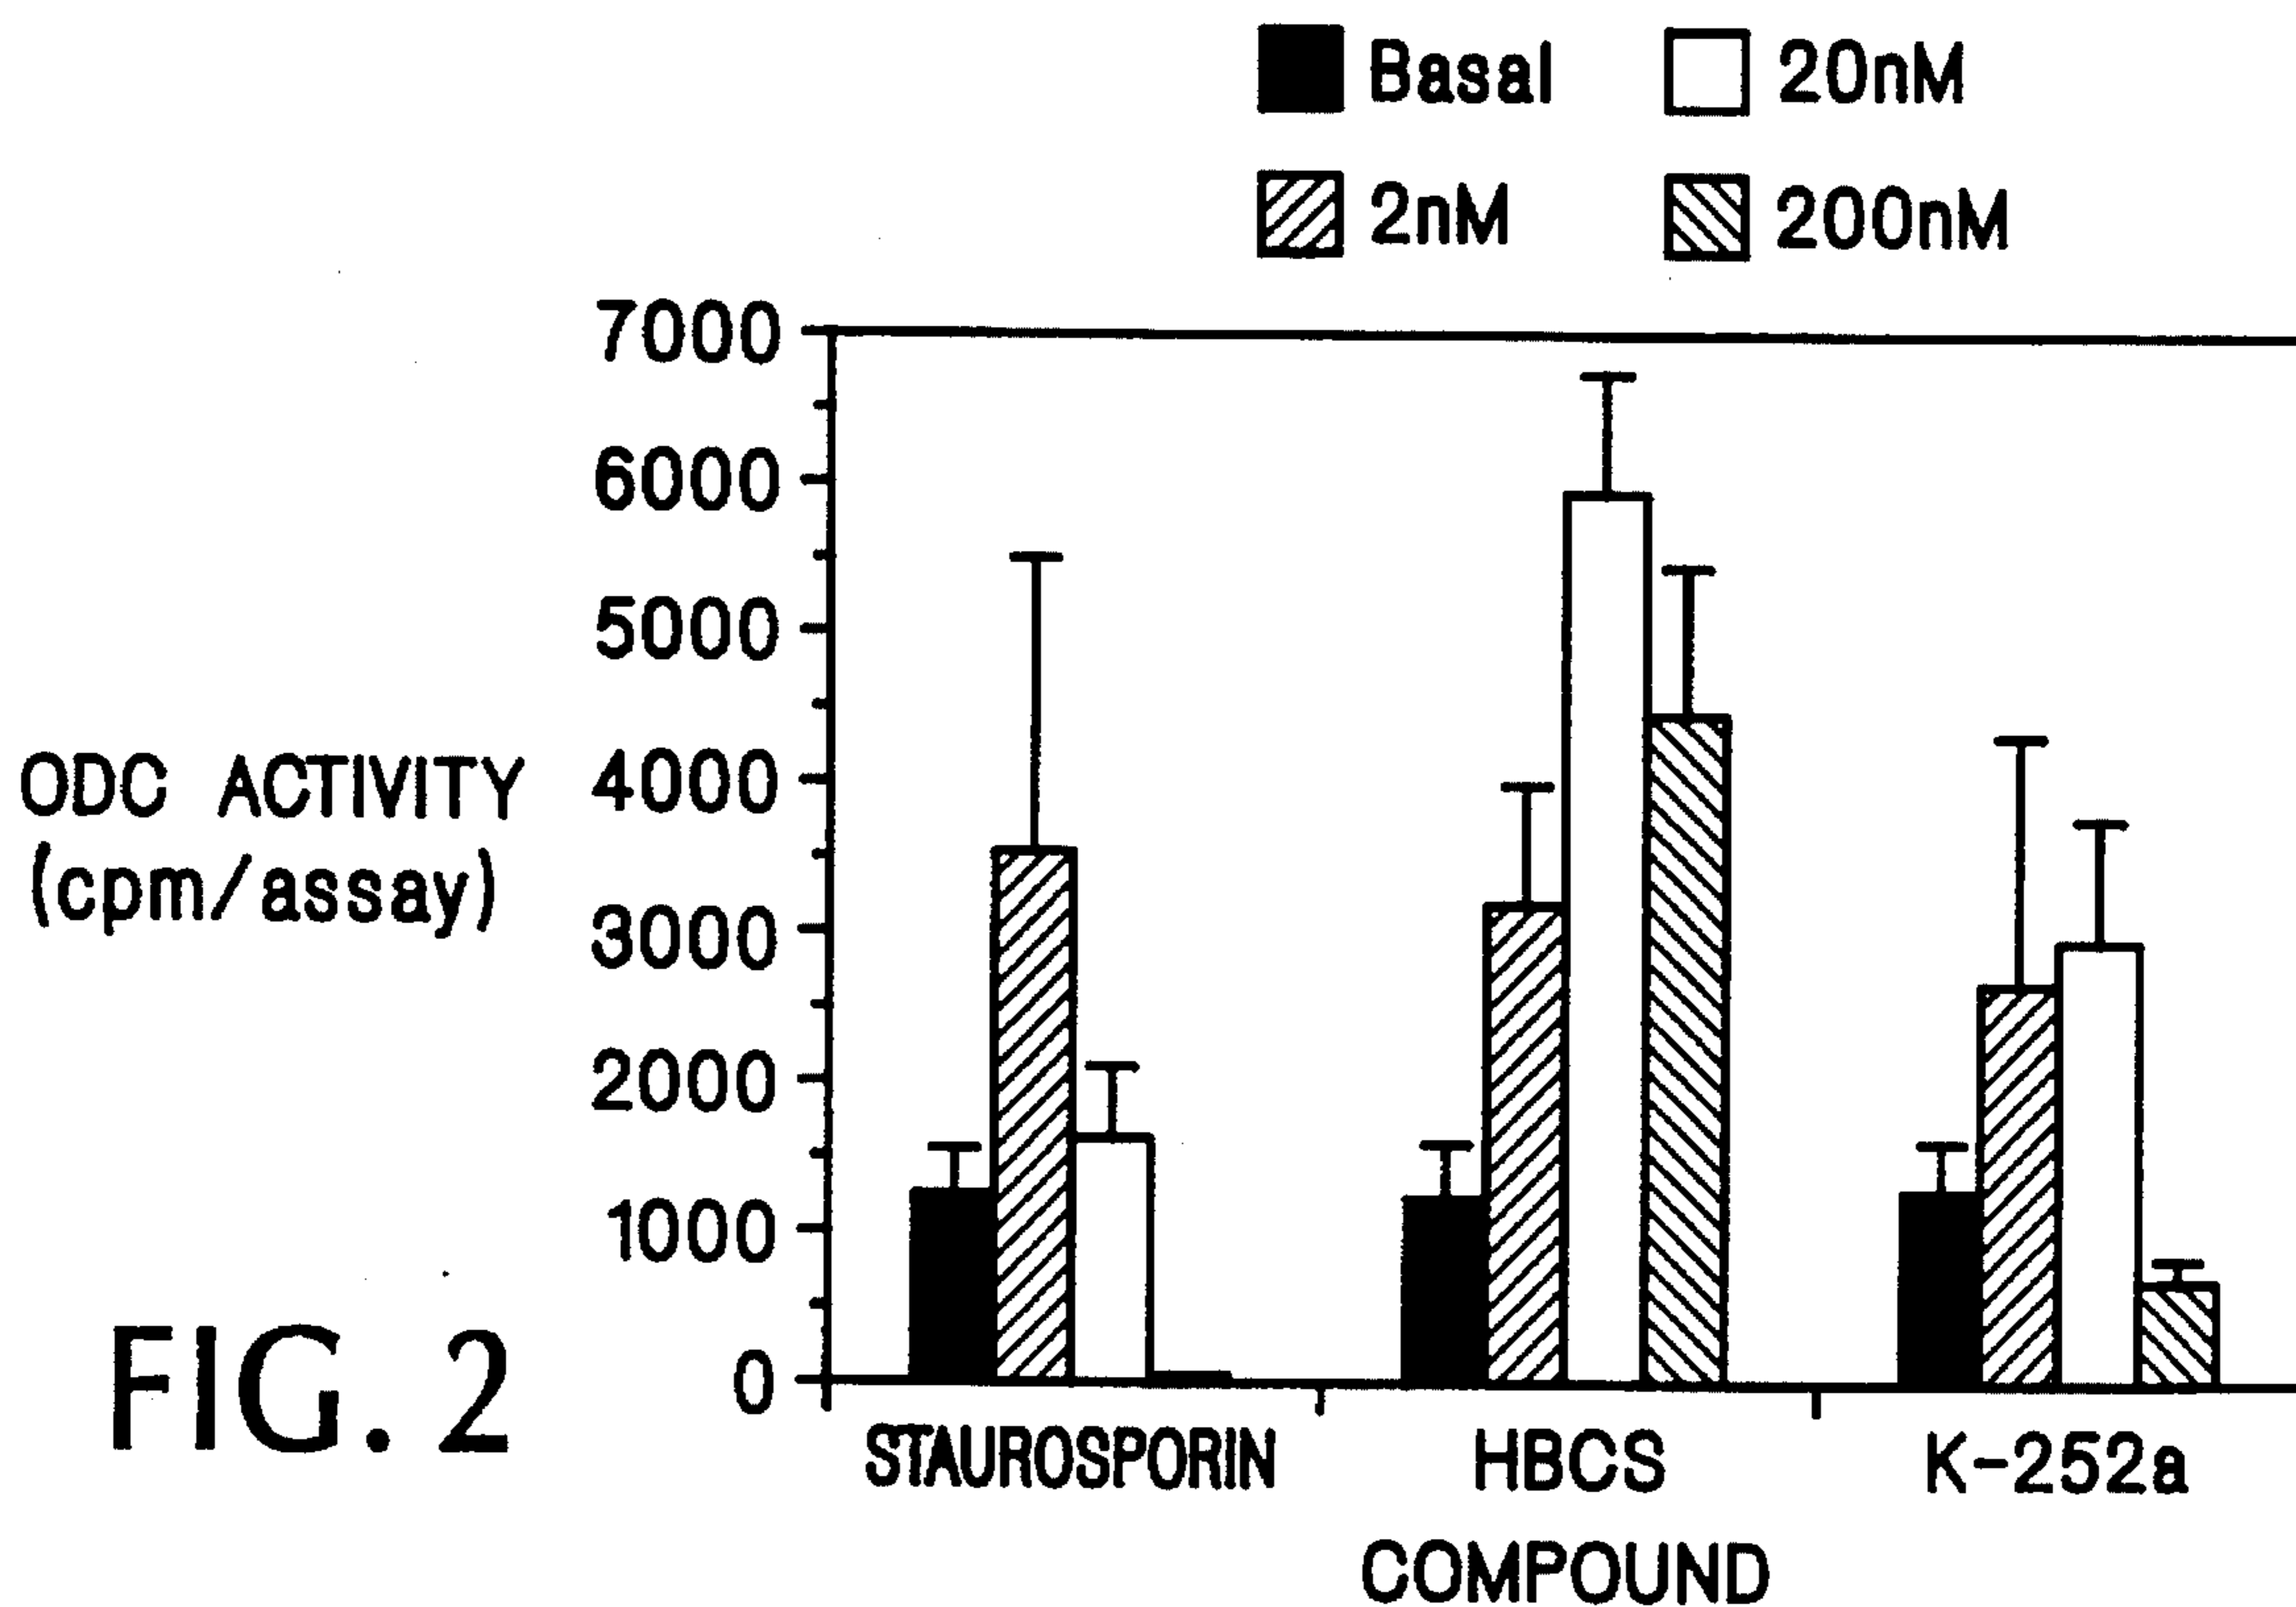 Basal 20nM
2nM 200nM
7000
6000
5000
4000
3000
2000
1000
0
ODC ACTIVITY
(cpm/assay)
STAUROSPORIN HBCS K-252a
COMPOUND
FIG. 2